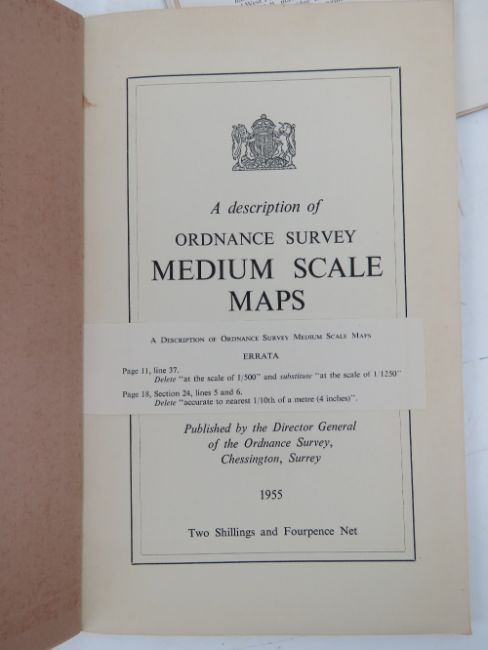 A description of
ORDNANCE SURVEY
MEDIUM SCALE
MAPS
A DESCRIPTION OF ORDNANCE SURVEY MEDIUM SCALE MAPS
ERRATA
Page 11, line 37.
Delete "at the scale of 1/500" and substitute "at the scale of 1/1250"
Page 18, Section 24, lines 5 and 6.
Delete "accurate to nearest 1/10th of a metre (4 inches)".
Published by the Director General
of the Ordnance Survey,
Chessington, Surrey
1955
Two Shillings and Fourpence Net